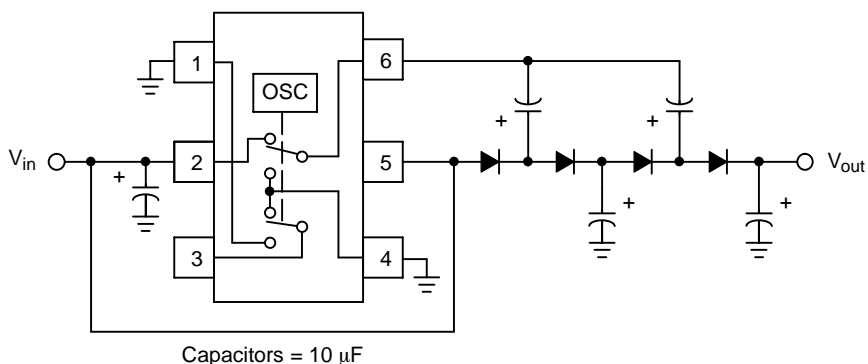 1
6
OSC
V_in
2
5
V_out
+
+
+
3
4
+
+
Capacitors = 10 μF